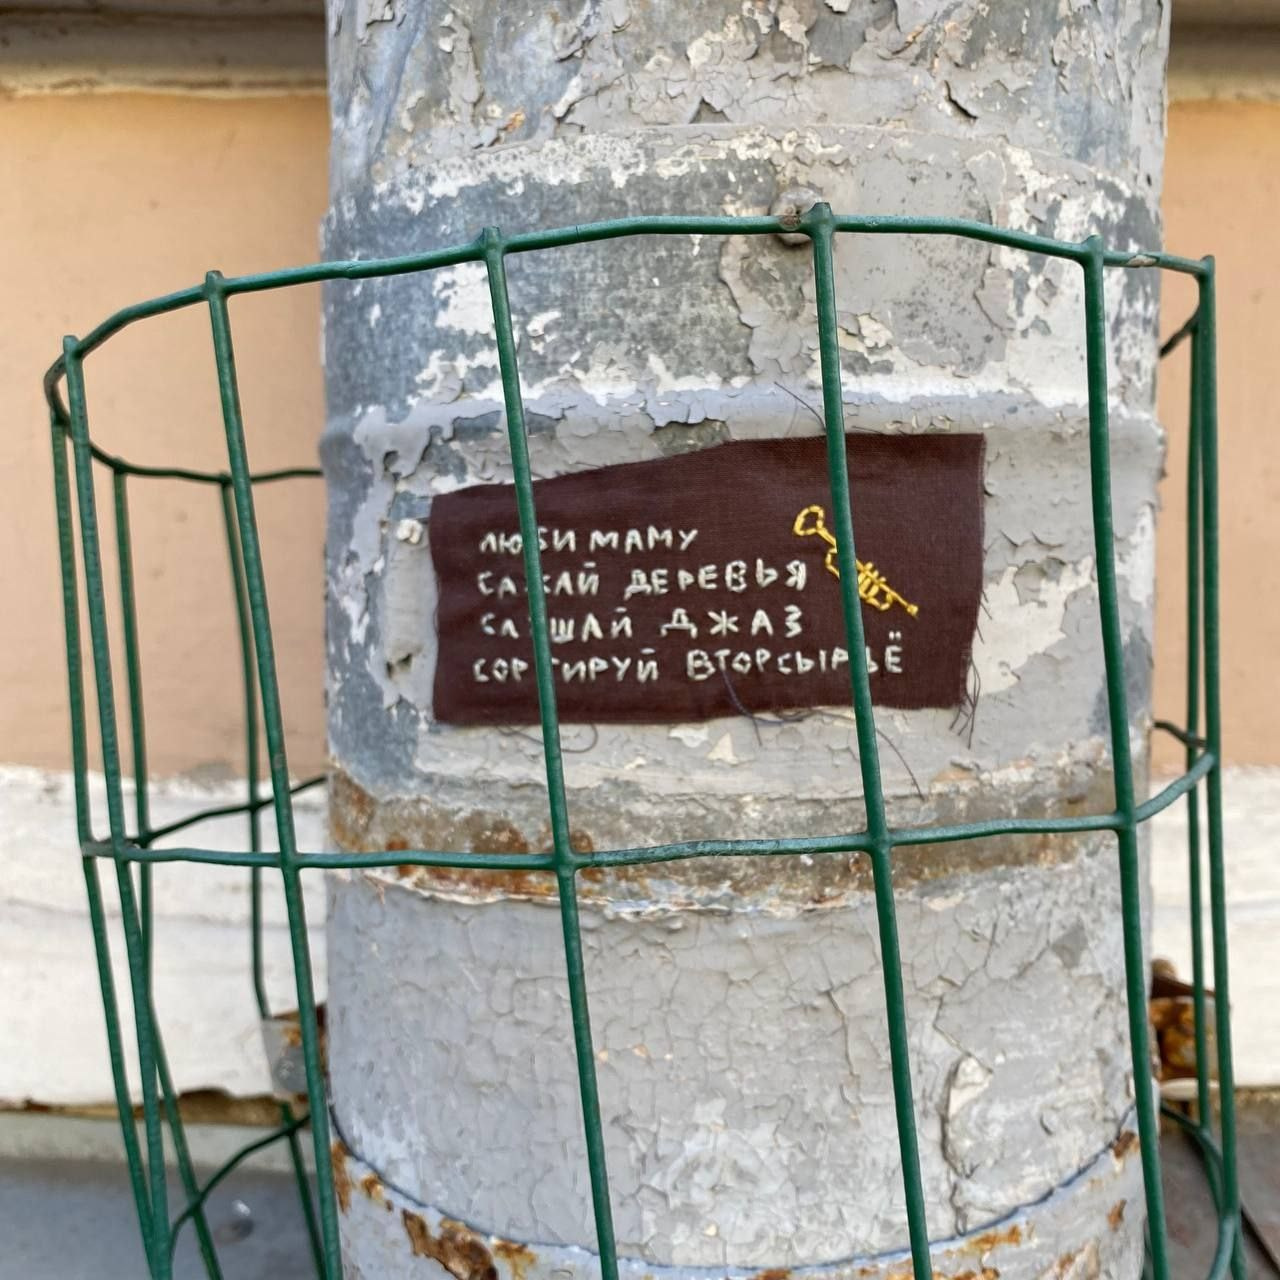 ЛЮБИ МАМУ
САЖАЙ ДЕРЕВЬЯ
СЛУШАЙ ДЖАЗ
СОРТИРУЙ ВТОРСЫРЬЁ